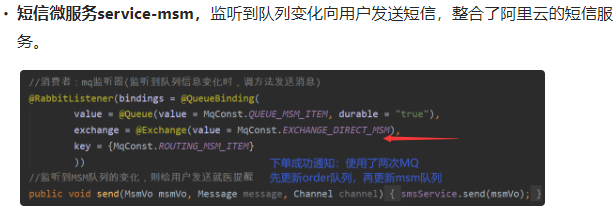 • 短信微服务service-msm，监听到队列变化向用户发送短信，整合了阿里云的短信服
务。
//消费者：mq监听器(监听到队列信息变化时，调方法发送消息)
@RabbitListener(bindings = @QueueBinding(
value = @Queue(value = MqConst.QUEUE_MSM_ITEM, durable = "true"),
exchange = @Exchange(value = MqConst.EXCHANGE_DIRECT_MSM),
key = {MqConst.ROUTING_MSM_ITEM}
))
下单成功通知：使用了两次MQ
先更新order队列，再更新msm队列
//监听到MSM队列的变化，则给用户发送就医提醒
public void send(MsmVo msmVo, Message message, Channel channel) { smsService.send(msmVo); }